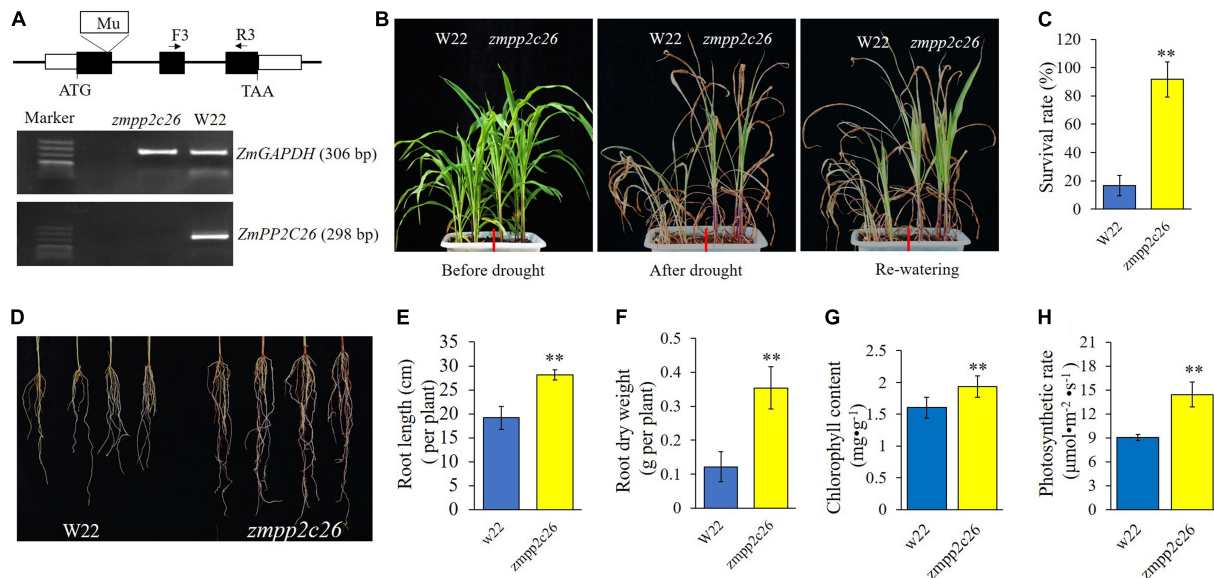 A
Mu
F3
R3
ATG
TAA
Marker
zmpp2c26
W22
ZmGAPDH (306 bp)
ZmPP2C26 (298 bp)
B
W22 zmpp2c26
W22 zmpp2c26
W22 zmpp2c26
Before drought
After drought
Re-watering
C
Survival rate (%)
120
100
80
60
40
20
0
**
W22
zmpp2c26
D
W22
zmpp2c26
E
Root length (cm)
( per plant)
35
30
25
20
15
10
5
0
**
w22
zmpp2c26
F
Root dry weight
(g per plant)
0.5
0.4
0.3
0.2
0.1
0
**
W22
zmpp2c26
G
Chlorophyll content
(mg•g-1)
2.5
2
1.5
1
0.5
0
**
w22
zmpp2c26
H
Photosynthetic rate
(μmol•m-2 •s-1)
18
15
12
9
6
3
0
**
w22
zmpp2c26